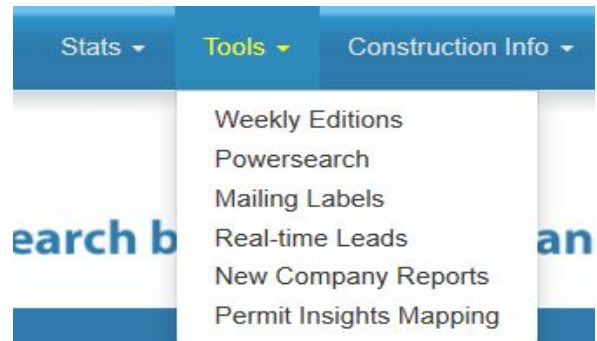 Stats Tools Construction Info
Weekly Editions
Powersearch
Mailing Labels
earch b
Real-time Leads
an
New Company Reports
Permit Insights Mapping